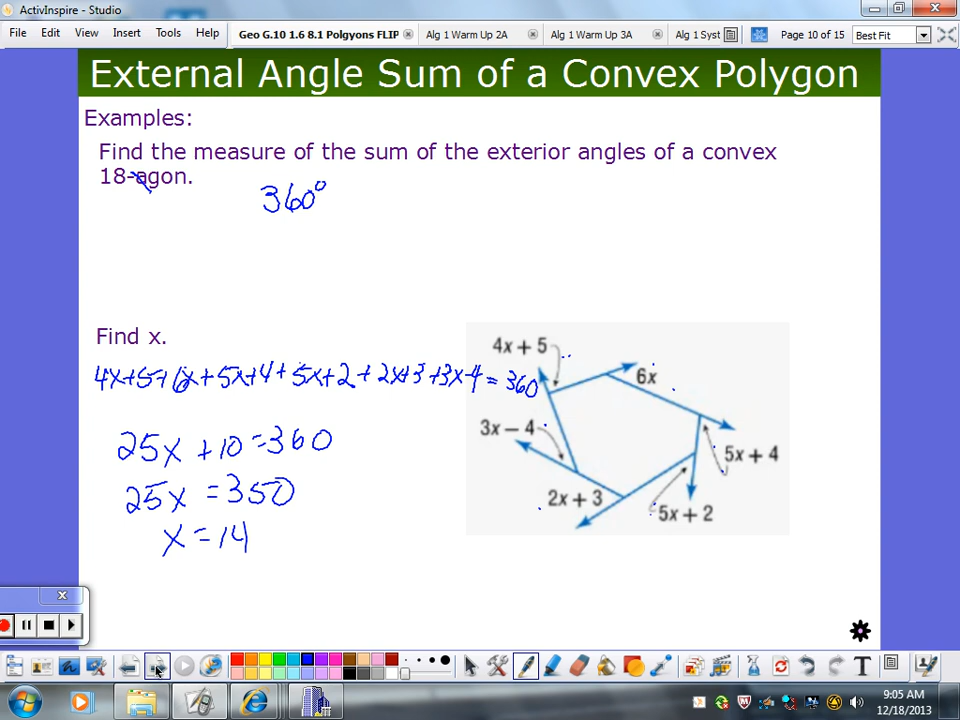 ActivInspire - Studio
File Edit View Insert Tools Help
Geo G.10 1.6 8.1 Polgyons FLIP
Alg 1 Warm Up 2A
Alg 1 Warm Up 3A
Alg 1 Syst
Page 10 of 15
Best Fit
External Angle Sum of a Convex Polygon
Examples:
Find the measure of the sum of the exterior angles of a convex
18-agon.
360°
Find x.
4x+5+6x+5x+4+5x+2+2x+3+3x-4=360
25x+10=360
25x=350
x=14
4x + 5
6x
3x − 4
5x + 4
2x + 3
5x + 2
9:05 AM
12/18/2013